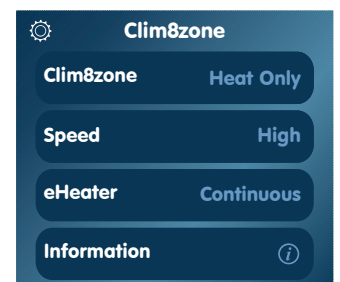 Clim8zone
Clim8zone Heat Only
Speed High
eHeater Continuous
Information i